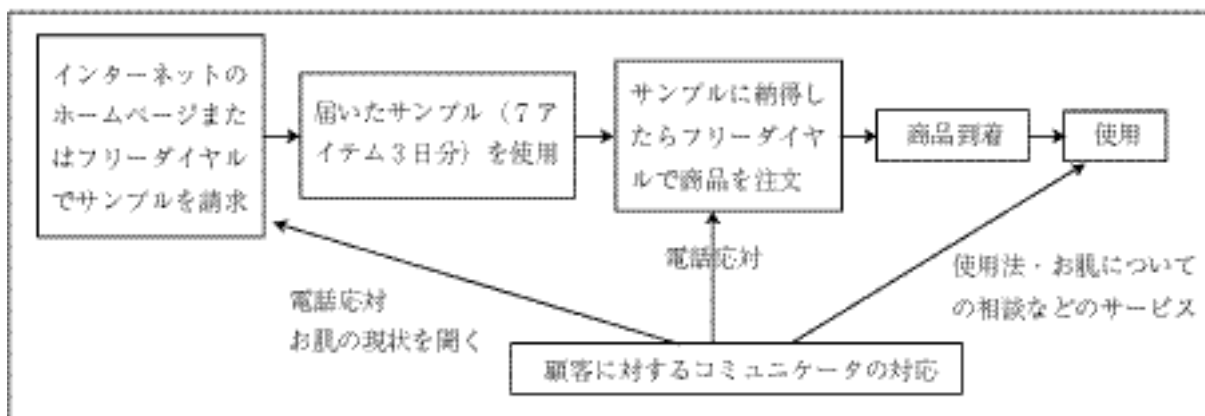 インターネットの
ホームページまた
はフリーダイヤル
でサンプルを請求
届いたサンプル（7ア
イテム3日分）を使用
サンプルに納得し
たらフリーダイヤ
ルで商品を注文
商品到着
使用
電話応対
お肌の現状を聞く
電話応対
使用法・お肌について
の相談などのサービス
顧客に対するコミュニケータの対応